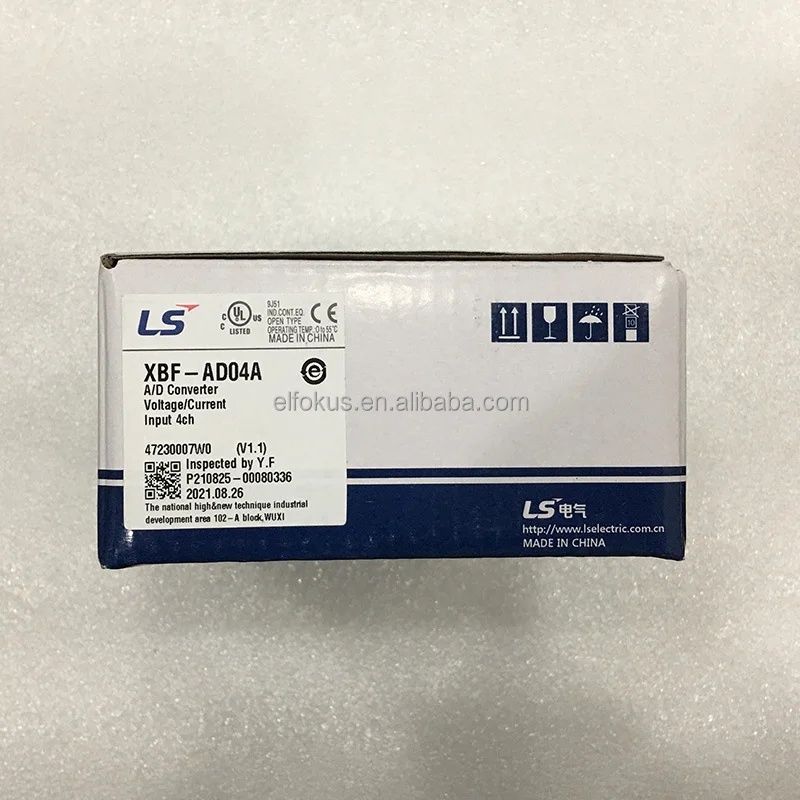 LS
C UL US
LISTED
9J51
IND.CONT.EQ.
OPEN TYPE
OPERATING TEMP.:0 to 55°C
MADE IN CHINA
CE
XBF-AD04A
A/D Converter
Voltage/Current
Input 4ch
47230007W0 (V1.1)
Inspected by Y.F
P210825-00080336
2021.08.26
The national high&new technique industrial
development area 102-A block,WUXI
10
elfokus.en.alibaba.com
LS电气
http://www.lselectric.com.cn
MADE IN CHINA